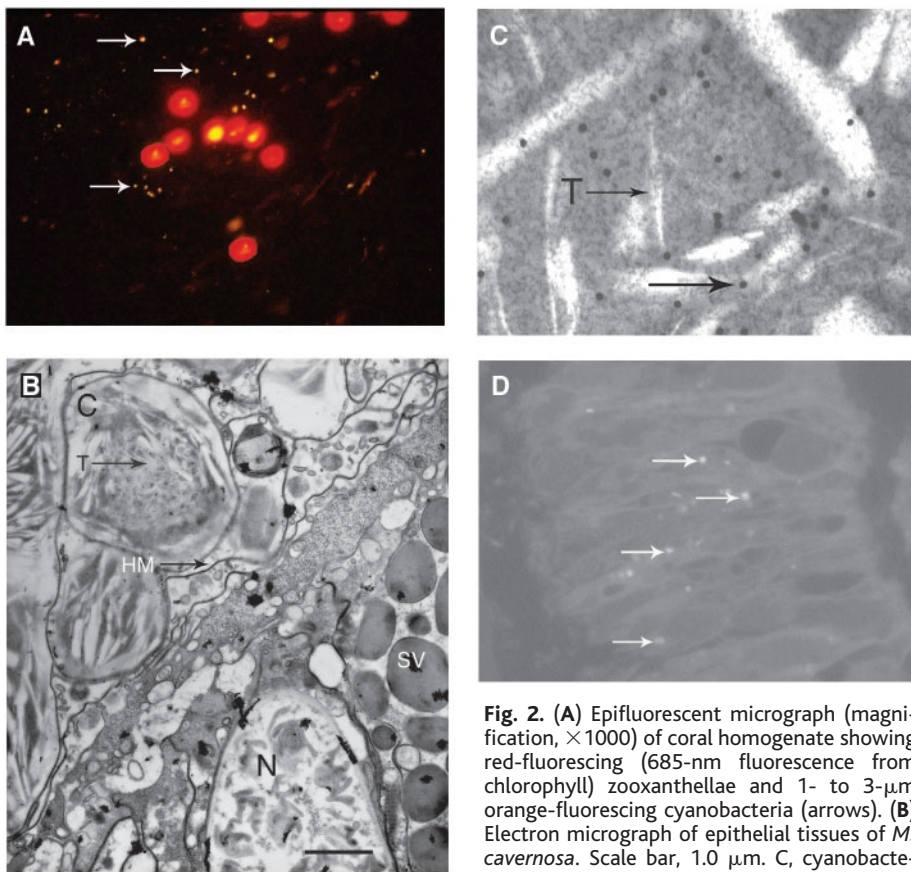 A
C
T
B
C
T
HM
SV
N
D
Fig. 2. (A) Epifluorescent micrograph (magni-
fication, ×1000) of coral homogenate showing
red-fluorescing (685-nm fluorescence from
chlorophyll) zooxanthellae and 1- to 3-μm
orange-fluorescing cyanobacteria (arrows). (B)
Electron micrograph of epithelial tissues of M.
cavernosa. Scale bar, 1.0 μm. C, cyanobacte-